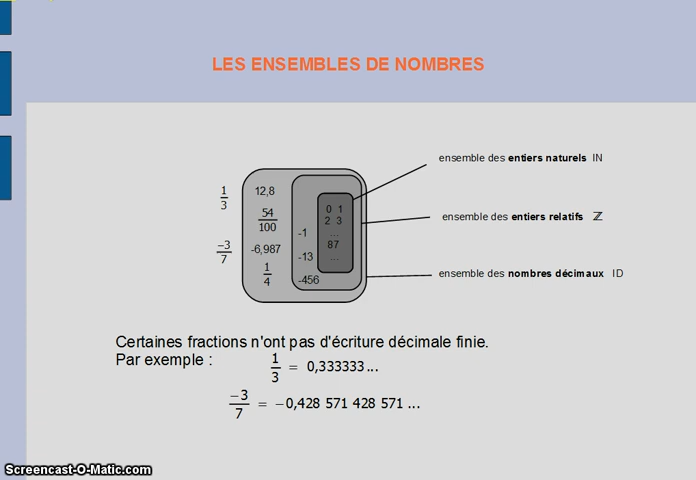 LES ENSEMBLES DE NOMBRES
ensemble des entiers naturels IN
ensemble des entiers relatifs ℤ
ensemble des nombres décimaux ID
1/3
12,8
54/100
-3/7
-6,987
1/4
-1
-13
-456
0 1
2 3
...
87
...
Certaines fractions n'ont pas d'écriture décimale finie.
Par exemple : 1/3 = 0,333333...
-3/7 = -0,428 571 428 571 ...
Screencast-O-Matic.com